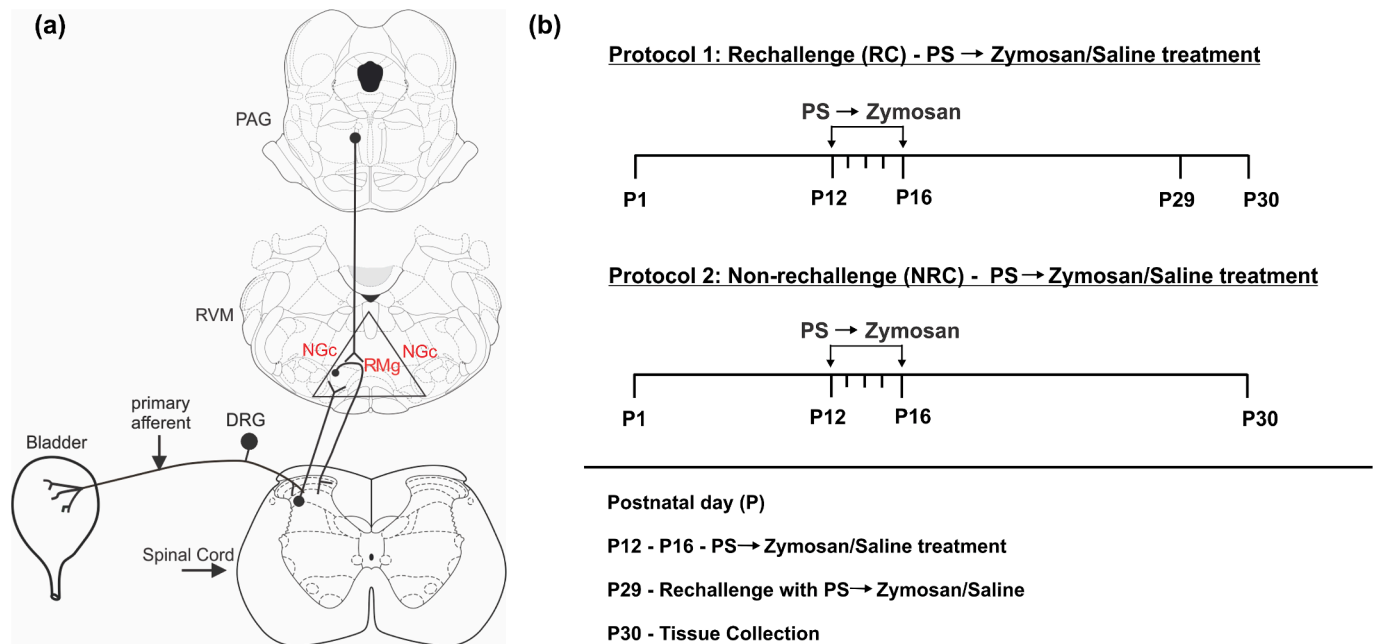 (a)
PAG
RVM
NGc
NGc
RMg
primary
afferent
DRG
Bladder
Spinal Cord
(b)
Protocol 1: Rechallenge (RC) - PS → Zymosan/Saline treatment
PS → Zymosan
P1
P12
P16
P29
P30
Protocol 2: Non-rechallenge (NRC) - PS → Zymosan/Saline treatment
PS → Zymosan
P1
P12
P16
P30
Postnatal day (P)
P12 - P16 - PS→ Zymosan/Saline treatment
P29 - Rechallenge with PS→ Zymosan/Saline
P30 - Tissue Collection